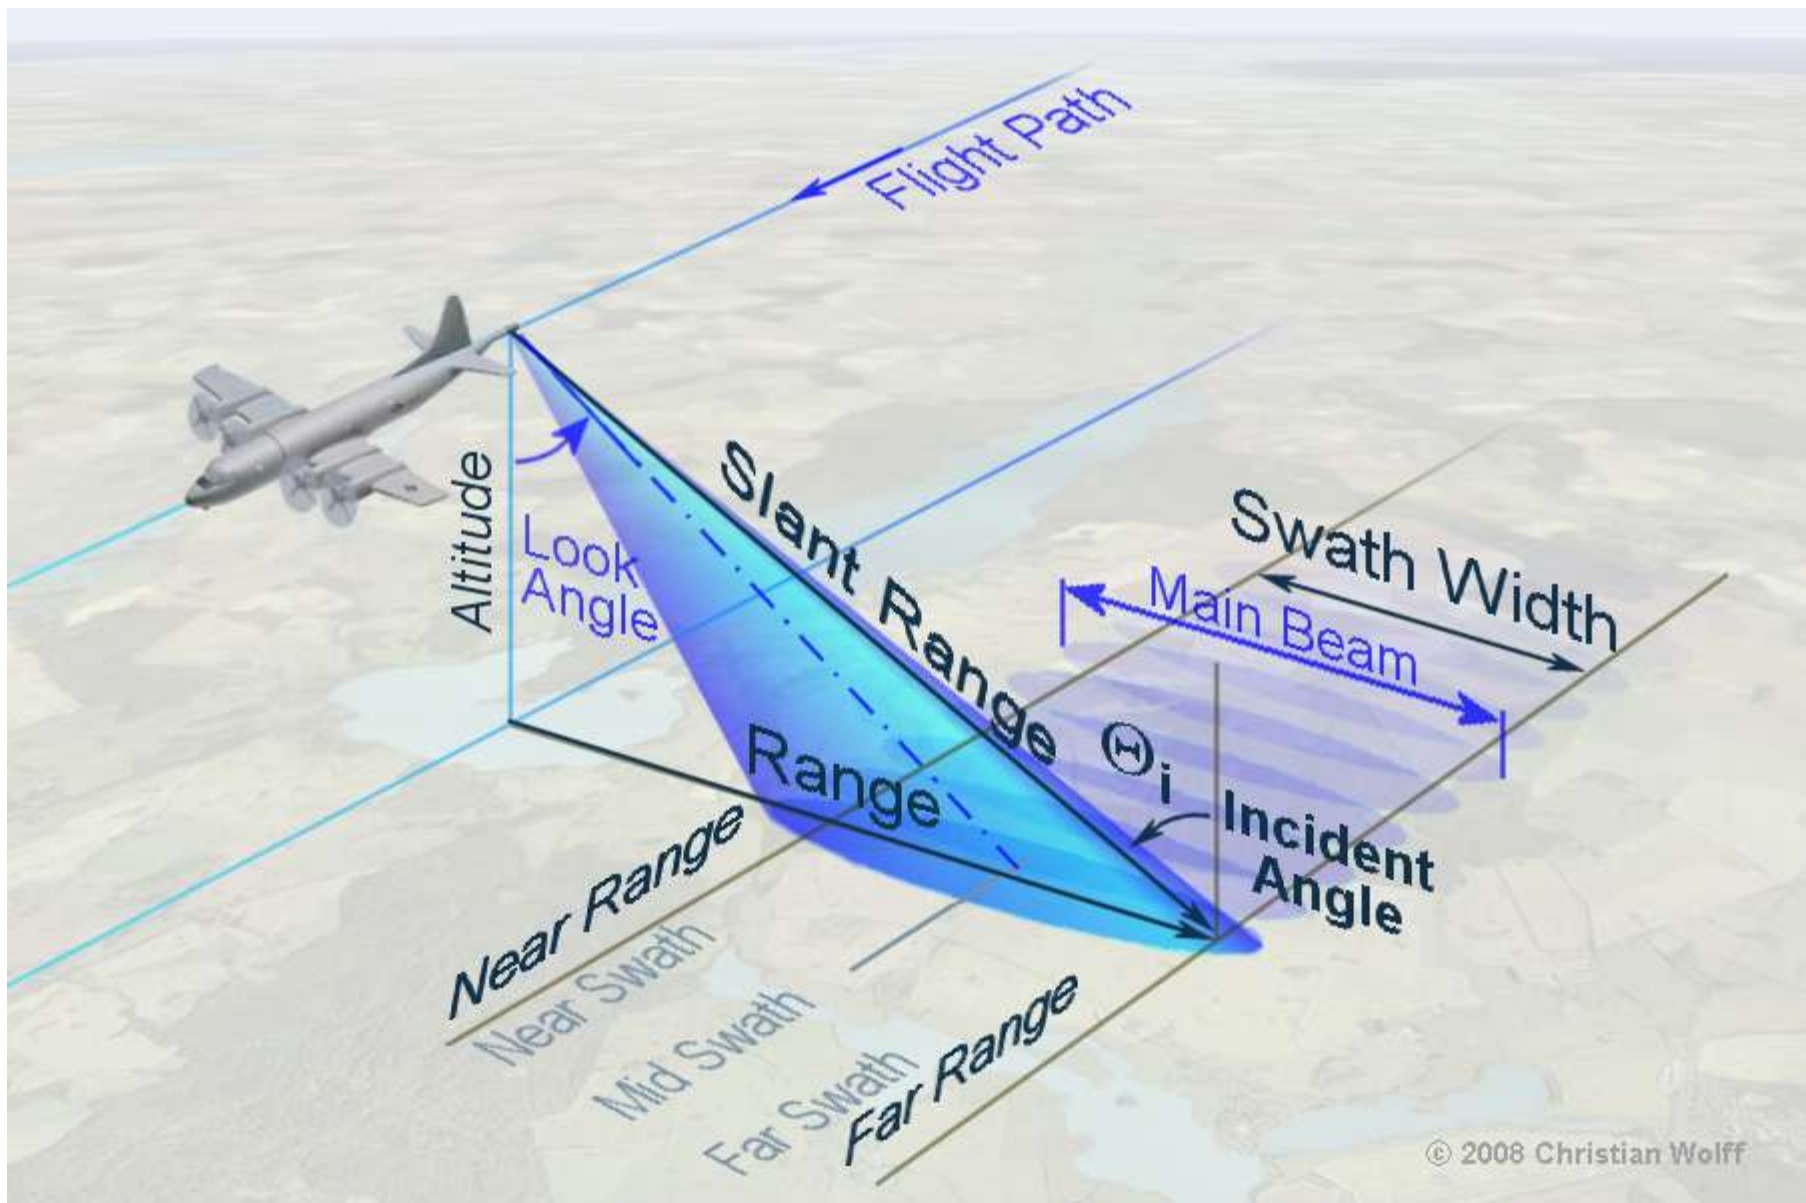 Flight Path
Altitude
Look
Angle
Slant Range
Swath Width
Main Beam
Range
Θi
Incident
Angle
Near Range
Near Swath
Mid Swath
Far Swath
Far Range
© 2008 Christian Wolff